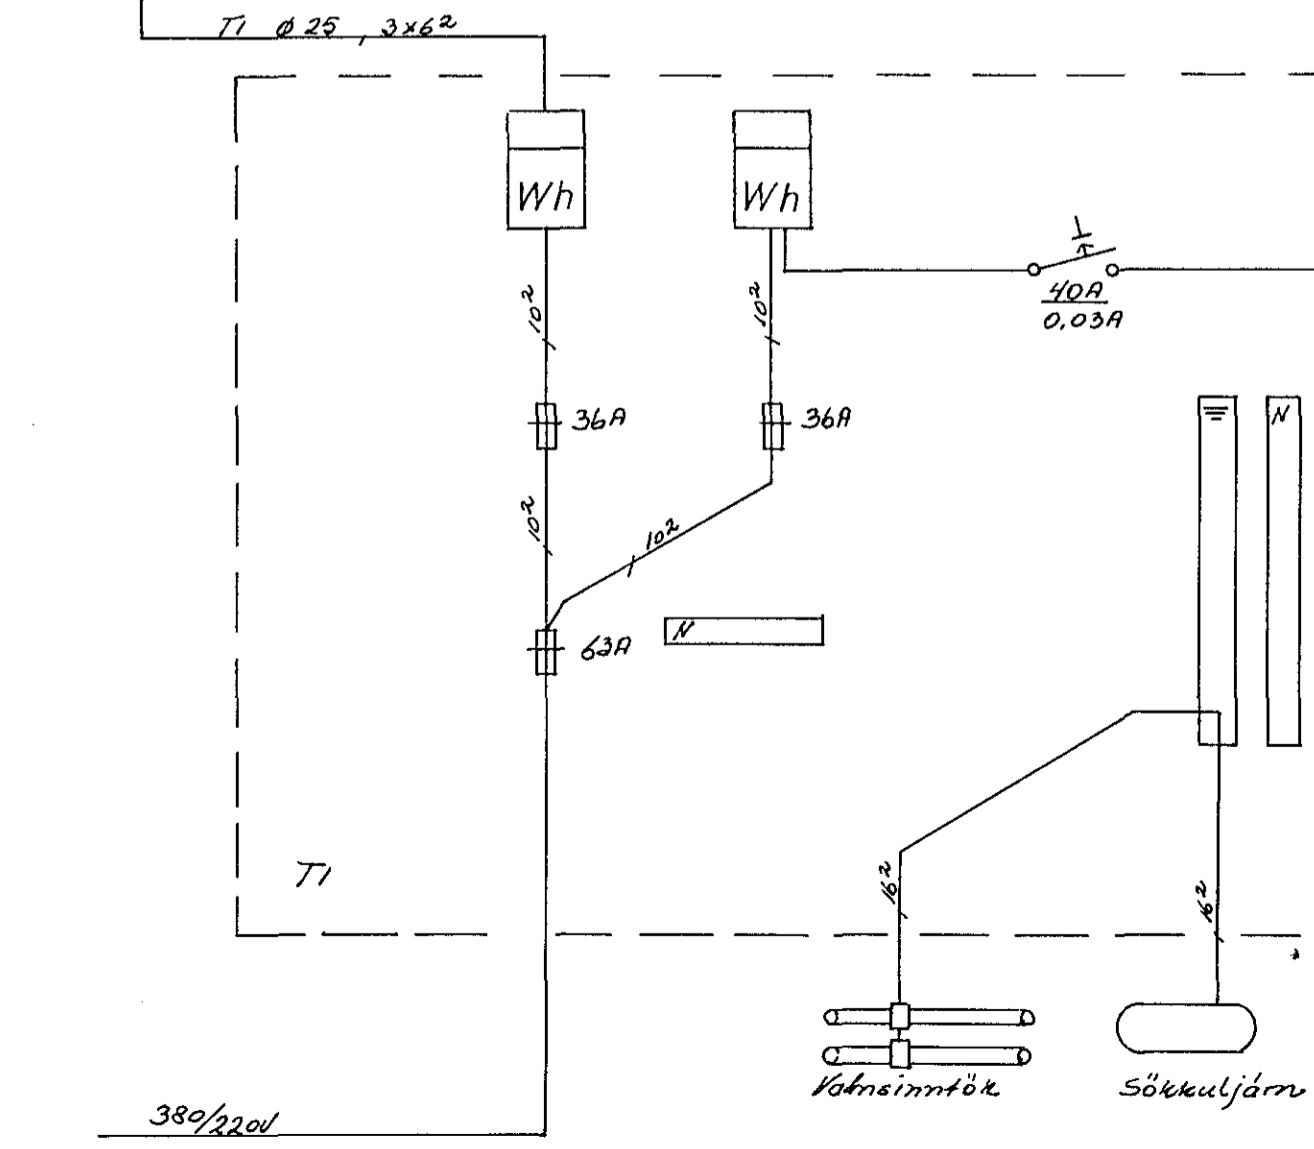 T1 ⌀ 25, 3x6²
Wh
Wh
10²
10²
40A
0,03A
36A
36A
N
10²
10²
63A
N
T1
16²
16²
Vatnsinntök
Sökkuljárn
380/220V